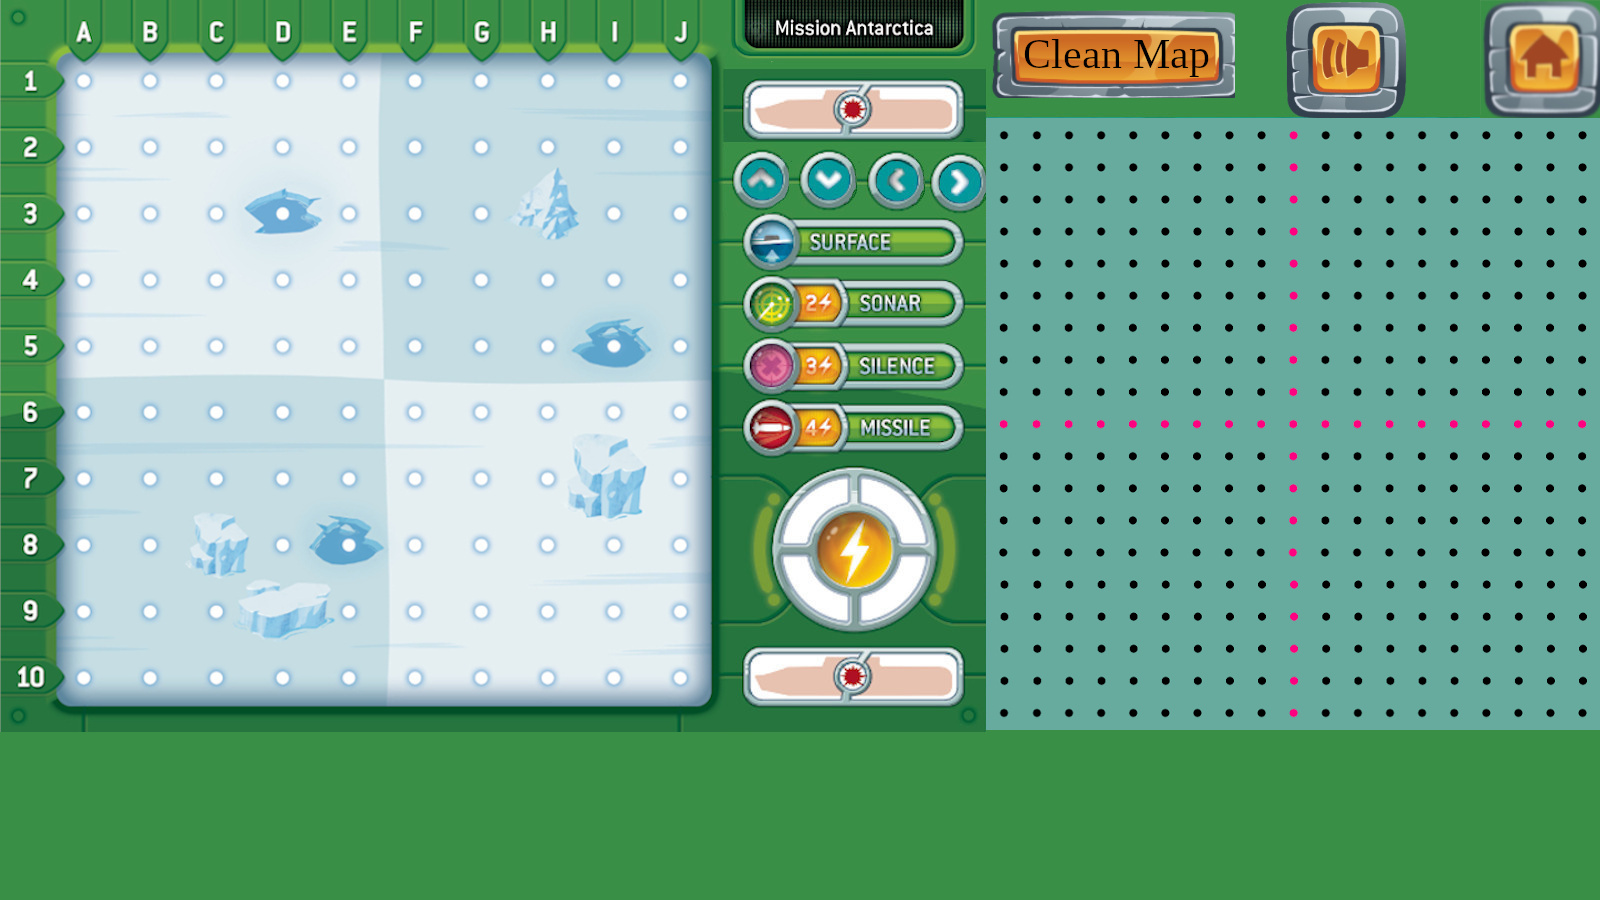 A B C D E F G H I J
Mission Antarctica
Clean Map
1
2
3
4
5
6
7
8
9
10
SURFACE
2 SONAR
3 SILENCE
4 MISSILE